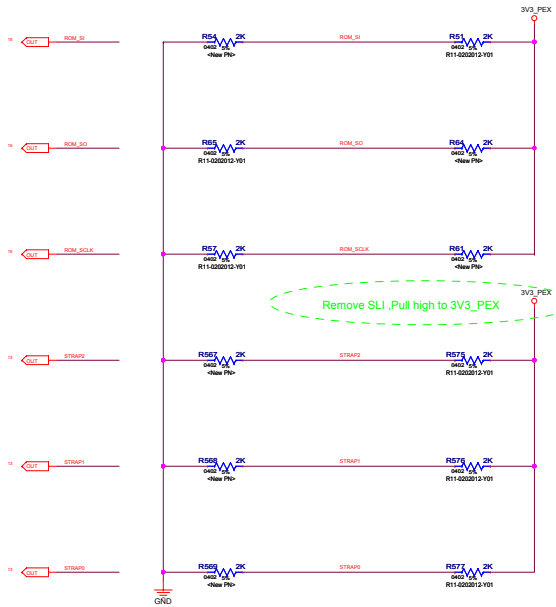 3V3_PEX
16 OUT ROM_SI R54 2K ROM_SI R51 2K
0402 5% 0402 5%
<New PN> R11-0202012-Y01
16 OUT ROM_SO R65 2K ROM_SO R64 2K
0402 5% 0402 5%
R11-0202012-Y01 <New PN>
OUT ROM_SCLK R57 2K ROM_SCLK R61 2K
0402 5% 0402 5%
R11-0202012-Y01 <New PN>
3V3_PEX
Remove SLI ,Pull high to 3V3_PEX
13 OUT STRAP2 R567 2K STRAP2 R575 2K
0402 5% 0402 5%
<New PN> R11-0202012-Y01
13 OUT STRAP1 R568 2K STRAP1 R576 2K
0402 5% 0402 5%
<New PN> R11-0202012-Y01
13 OUT STRAP0 R569 2K STRAP0 R577 2K
0402 5% 0402 5%
<New PN> R11-0202012-Y01
GND